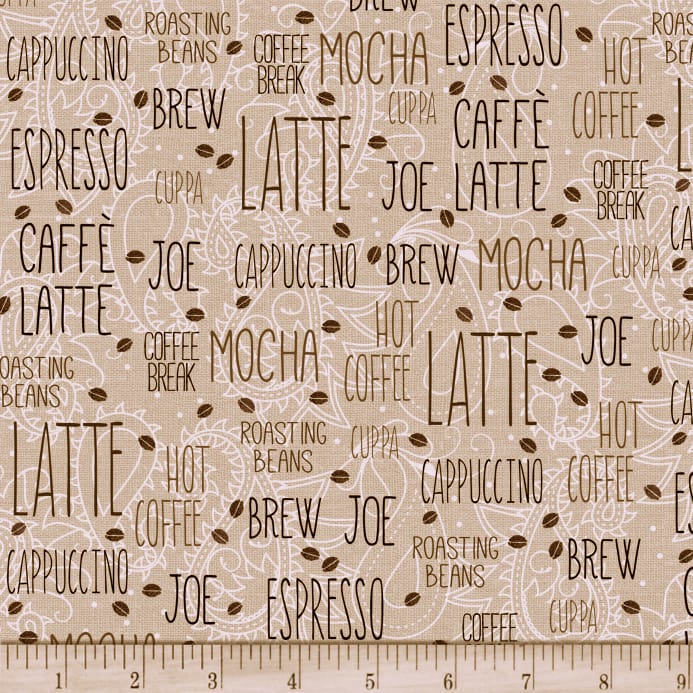 BREW
ROASTING
BEANS
CAPPUCCINO
COFFEE
BREAK
MOCHA
ESPRESSO
HOT
COFFEE
BREW
CUPPA
CAFFÈ
LATTE
ESPRESSO
LATTE
JOE
COFFEE
BREAK
CUPPA
CAFFÈ
LATTE
JOE
CAPPUCCINO
BREW
MOCHA
CUPPA
COFFEE
BREAK
MOCHA
HOT
COFFEE
LATTE
JOE
CUPPA
ROASTING
BEANS
LATTE
HOT
COFFEE
ROASTING
BEANS
CUPPA
CAPPUCCINO
HOT
COFFEE
BREW
JOE
ROASTING
BEANS
BREW
CAPPUCCINO
JOE
ESPRESSO
COFFEE
CUPPA
MOCHA
1 2 3 4 5 6 7 8 9